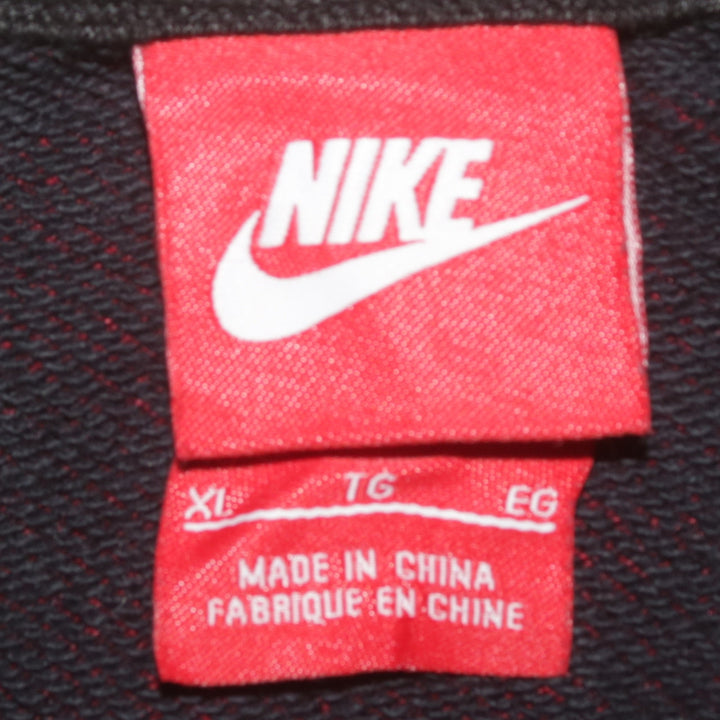 NIKE
XL TG EG
MADE IN CHINA
FABRIQUE EN CHINE